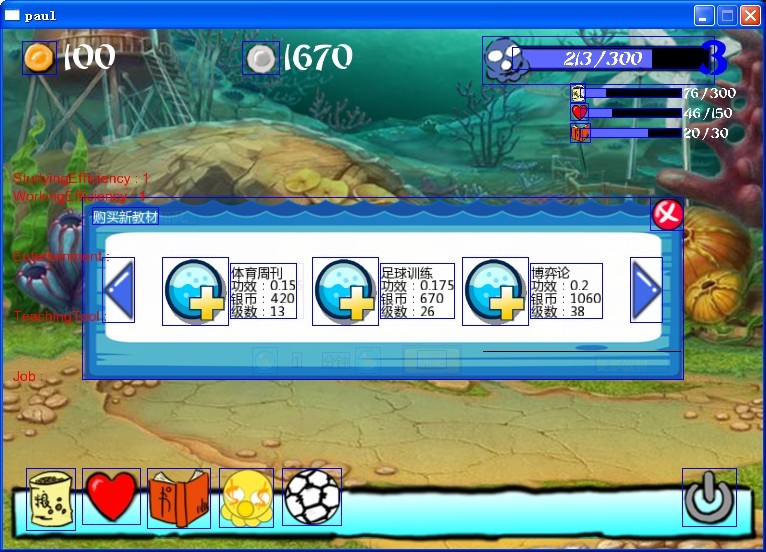 paul
100
1670
213/300
3
76/300
46/150
20/30
StudyingEfficiency : 1
WorkingEfficiency : 1
购买新教材
Entertainment :
体育周刊
功效：0.15
银币：420
级数：13
足球训练
功效：0.175
银币：670
级数：26
博弈论
功效：0.2
银币：1060
级数：38
TeachingTool :
Job :
粮